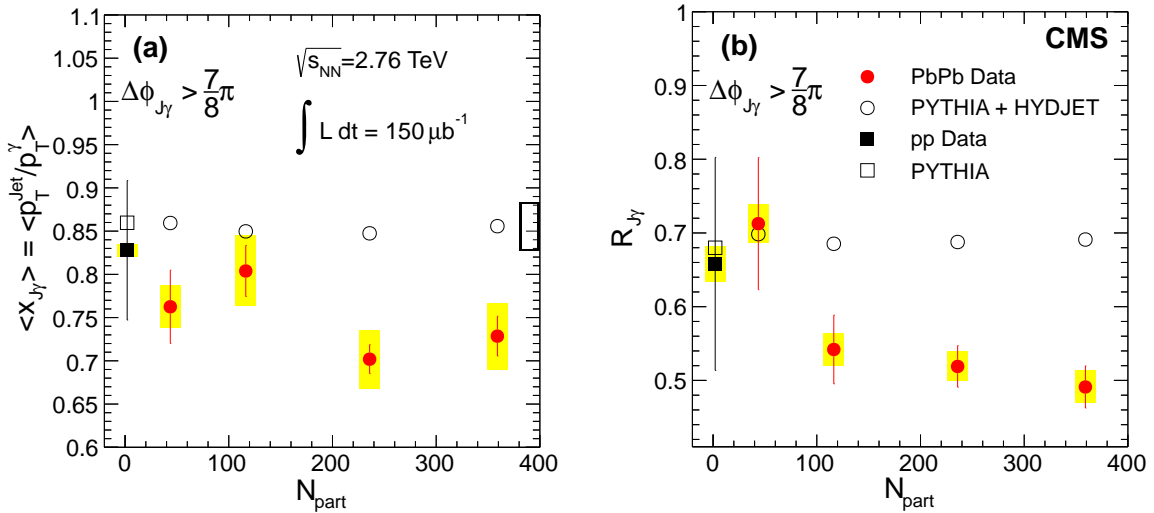 (a)
√s_NN=2.76 TeV
Δϕ_Jγ > 7/8 π
∫ L dt = 150 μb^-1
<x_Jγ> = <p_T^Jet/p_T^γ>
1.1
1.05
1
0.95
0.9
0.85
0.8
0.75
0.7
0.65
0.6
0 100 200 300 400
N_part
(b)
CMS
Δϕ_Jγ > 7/8 π
PbPb Data
PYTHIA + HYDJET
pp Data
PYTHIA
R_Jγ
1
0.9
0.8
0.7
0.6
0.5
0 100 200 300 400
N_part